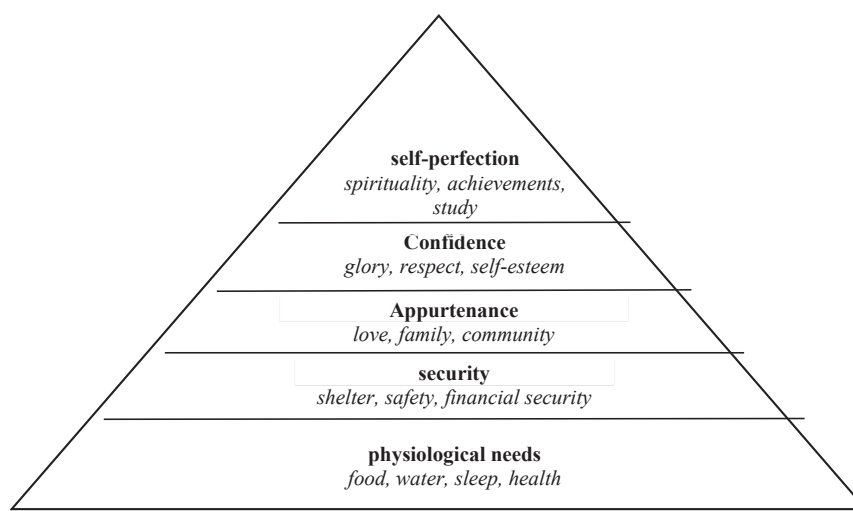 self-perfection
spirituality, achievements,
study
Confidence
glory, respect, self-esteem
Appurtenance
love, family, community
security
shelter, safety, financial security
physiological needs
food, water, sleep, health